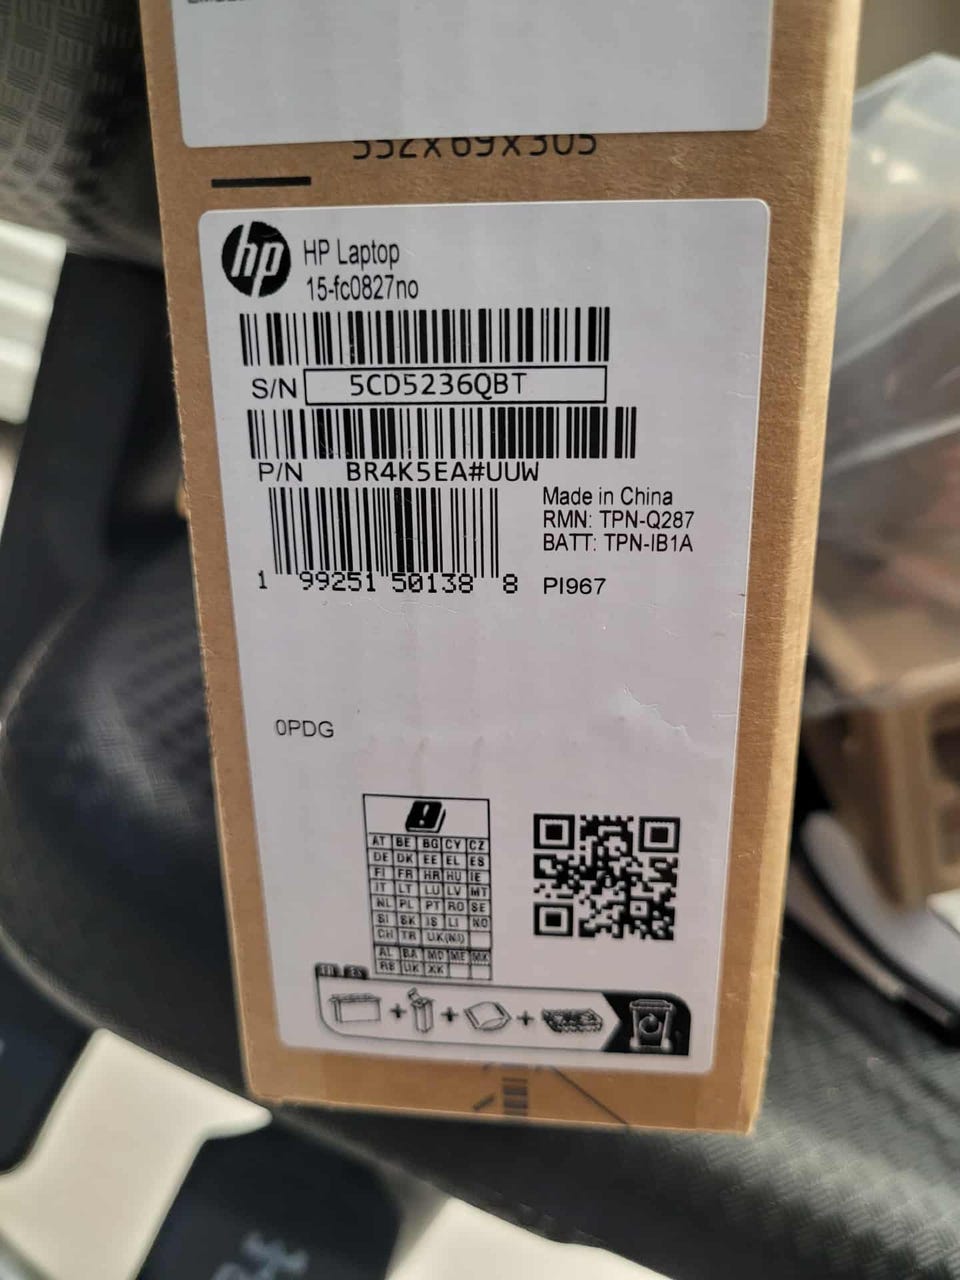 552x69x305
hp
HP Laptop
15-fc0827no
S/N 5CD5236QBT
P/N BR4K5EA#UUW
Made in China
RMN: TPN-Q287
BATT: TPN-IB1A
1 99251 50138 8 PI967
0PDG
AT BE BG CY CZ
DE DK EE EL ES
FI FR HR HU IE
IT LT LU LV MT
NL PL PT RO SE
SI SK IS LI NO
CH TR UK(NI)
AL BA MD ME MK
RS UK XK